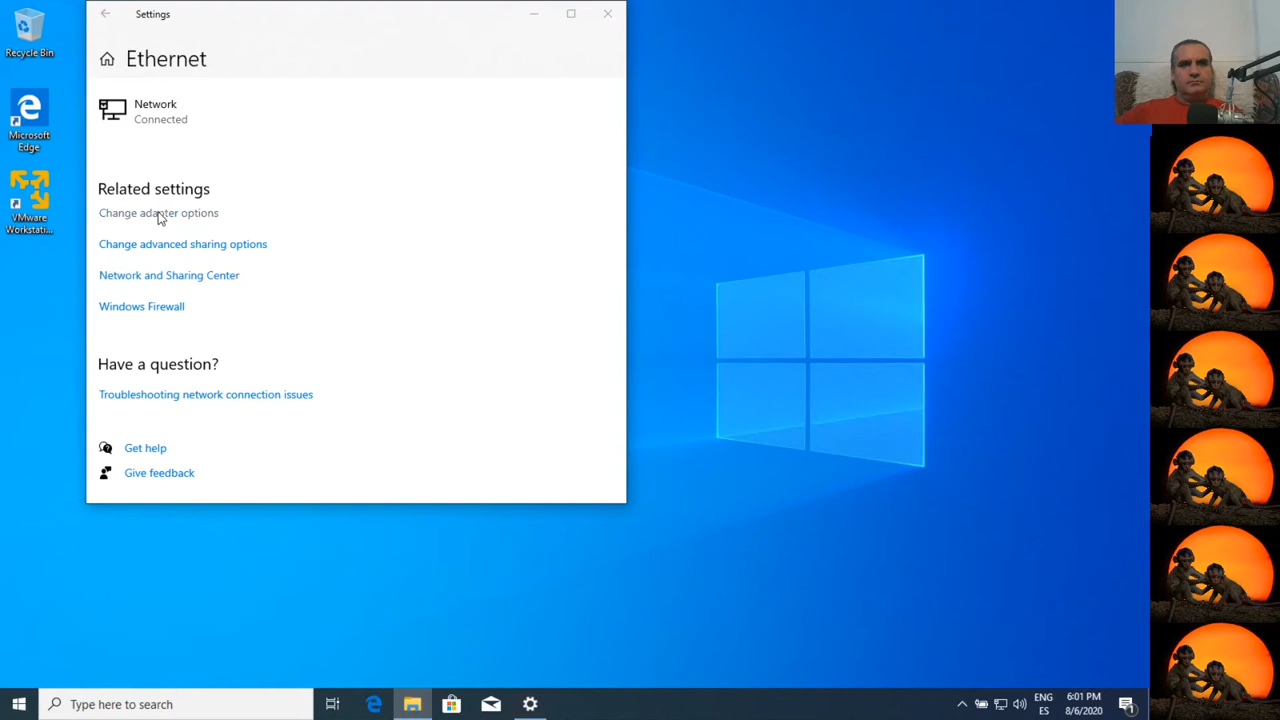 Recycle Bin
Microsoft
Edge
VMware
Workstati...
Settings
Ethernet
Network
Connected
Related settings
Change adapter options
Change advanced sharing options
Network and Sharing Center
Windows Firewall
Have a question?
Troubleshooting network connection issues
Get help
Give feedback
Type here to search
ENG
ES
6:01 PM
8/6/2020
1